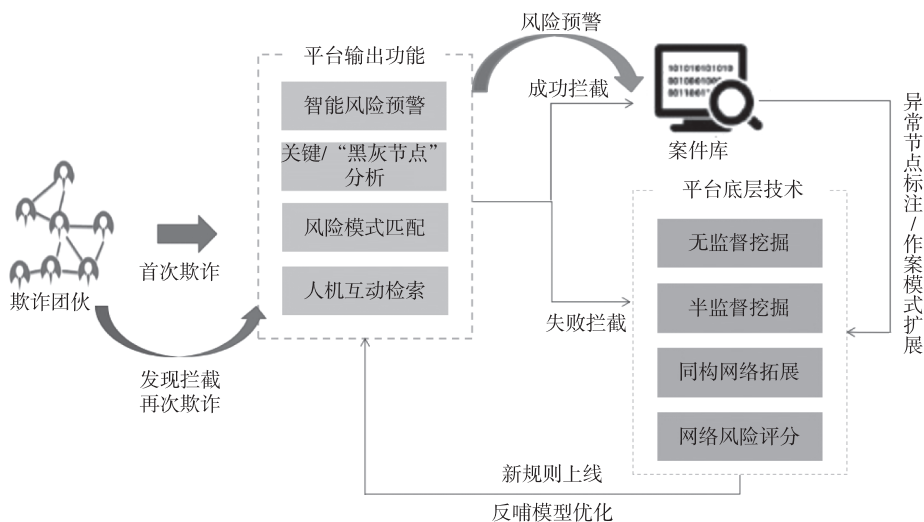 风险预警
平台输出功能
智能风险预警
关键/“黑灰节点”
分析
风险模式匹配
人机互动检索
欺诈团伙
首次欺诈
发现拦截
再次欺诈
成功拦截
失败拦截
案件库
异常节点标注/作案模式扩展
平台底层技术
无监督挖掘
半监督挖掘
同构网络拓展
网络风险评分
新规则上线
反哺模型优化